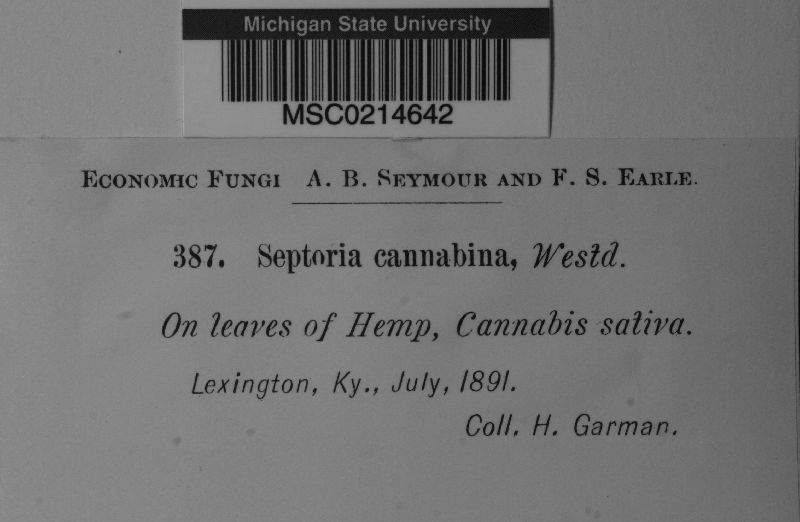 Michigan State University
MSC0214642
Economic Fungi A. B. Seymour and F. S. Earle.
387. Septoria cannabina, Westd.
On leaves of Hemp, Cannabis sativa.
Lexington, Ky., July, 1891.
Coll. H. Garman.